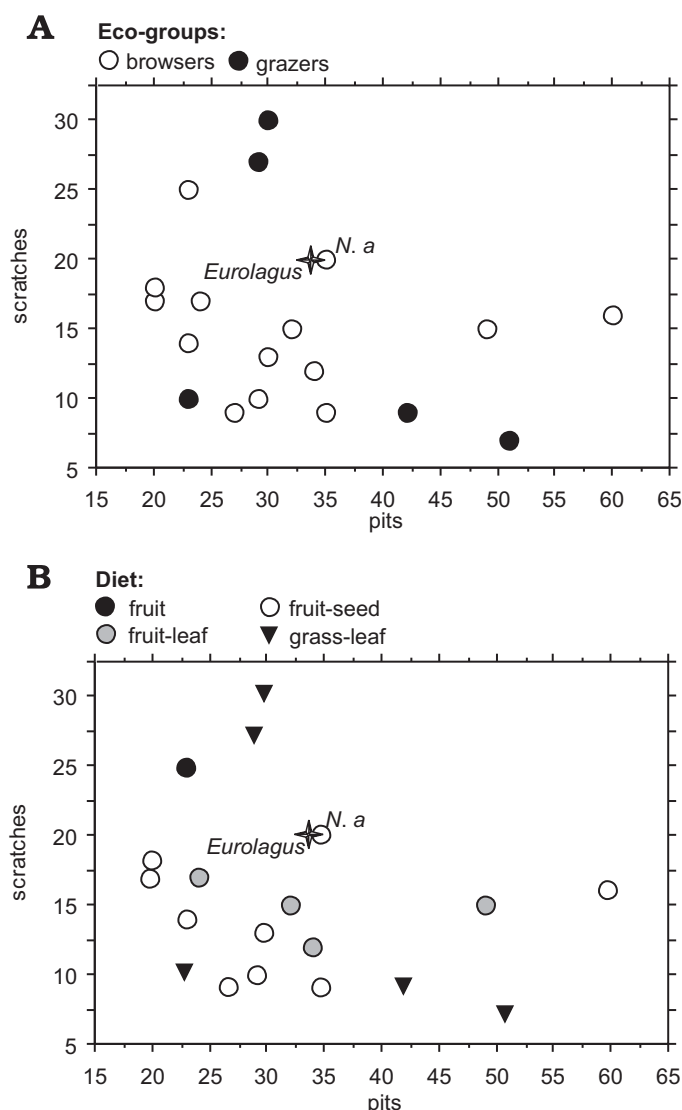 A
Eco-groups:
browsers grazers
30
25
20
15
10
5
scratches
N. a
Eurolagus
15 20 25 30 35 40 45 50 55 60 65
pits
B
Diet:
fruit fruit-seed
fruit-leaf grass-leaf
30
25
20
15
10
5
scratches
N. a
Eurolagus
15 20 25 30 35 40 45 50 55 60 65
pits